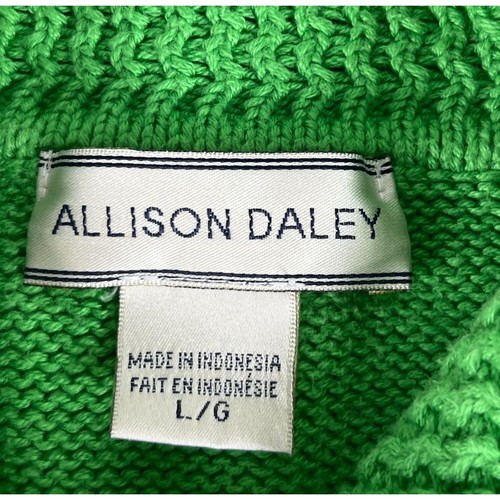 ALLISON DALEY
MADE IN INDONESIA
FAIT EN INDONÉSIE
L/G